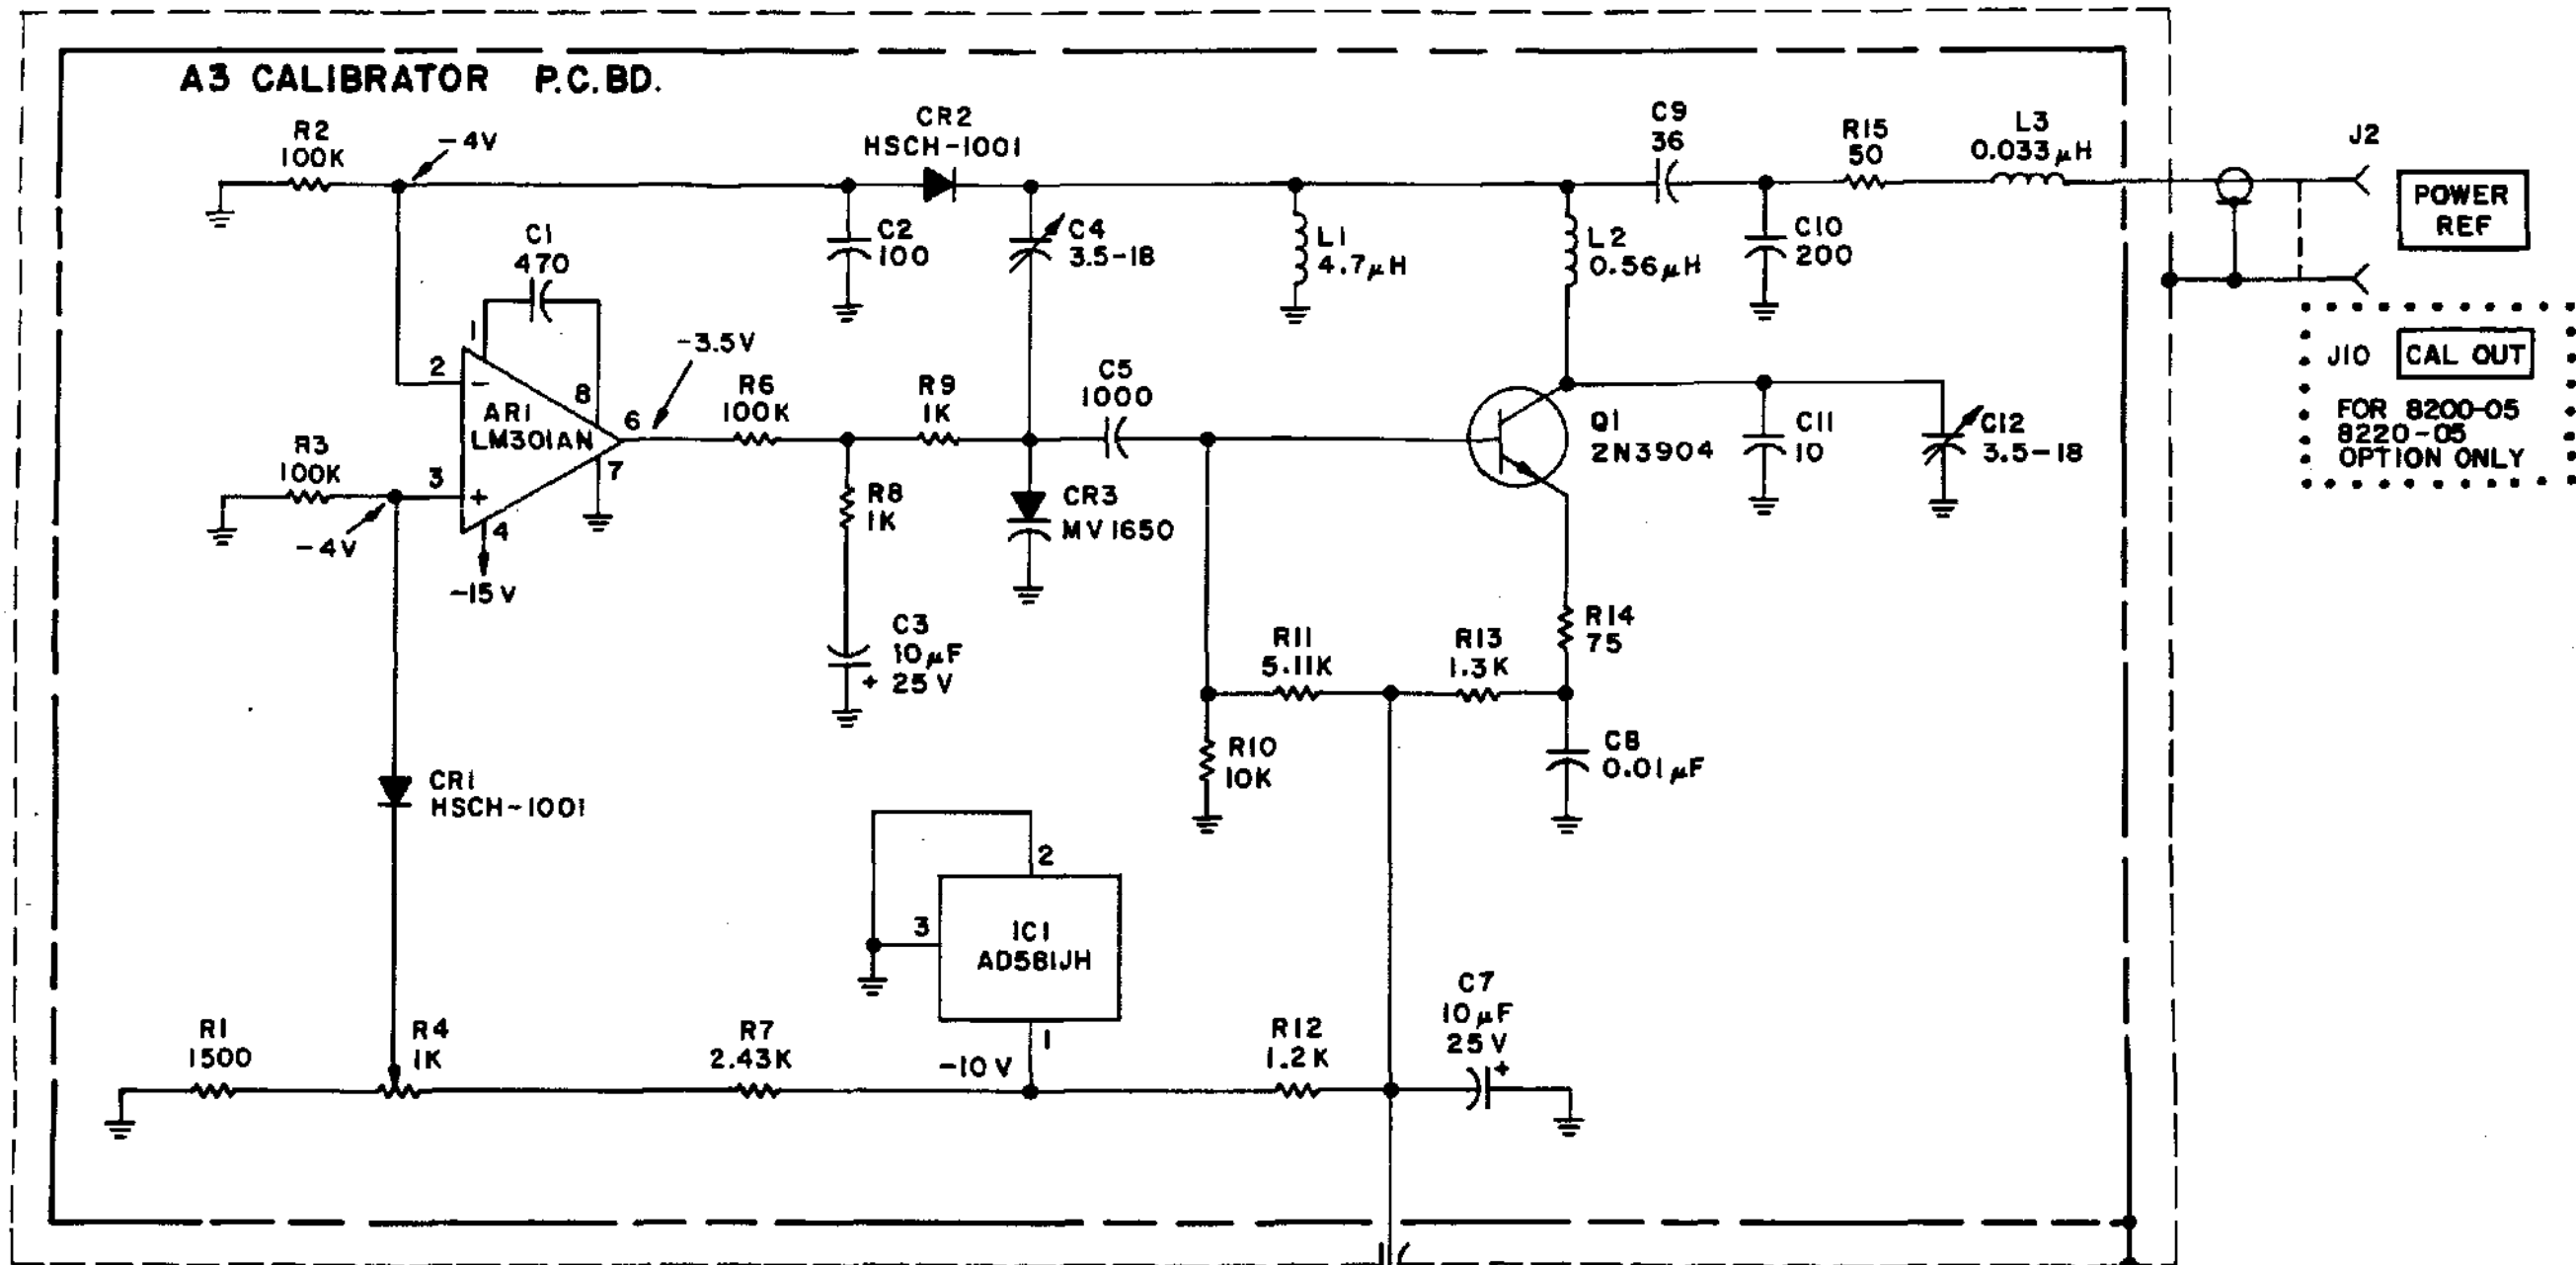 A3 CALIBRATOR P.C.BD.
R2
100K
-4V
CR2
HSCH-1001
C9
36
R15
50
L3
0.033μH
J2
POWER
REF
C1
470
C2
100
C4
3.5-18
L1
4.7μH
L2
0.56μH
C10
200
J10 CAL OUT
FOR 8200-05
8220-05
OPTION ONLY
1
2
-
8
AR1
LM301AN
6
-3.5V
R6
100K
R9
1K
C5
1000
Q1
2N3904
C11
10
C12
3.5-18
R3
100K
3
+
7
4
-4V
-15V
R8
1K
CR3
MV1650
C3
10μF
+ 25V
R11
5.11K
R13
1.3K
R14
75
R10
10K
C8
0.01μF
CR1
HSCH-1001
2
3
IC1
AD581JH
1
-10V
R1
1500
R4
1K
R7
2.43K
R12
1.2K
C7
10μF
25V
+